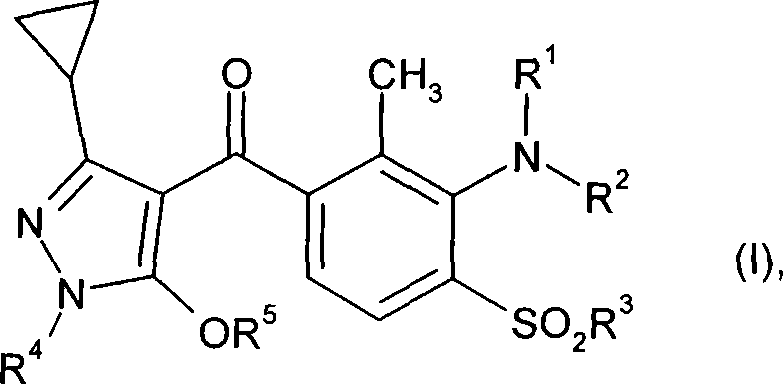 O
CH₃
R¹
N
R²
N
N
(I),
OR⁵
SO₂R³
R⁴